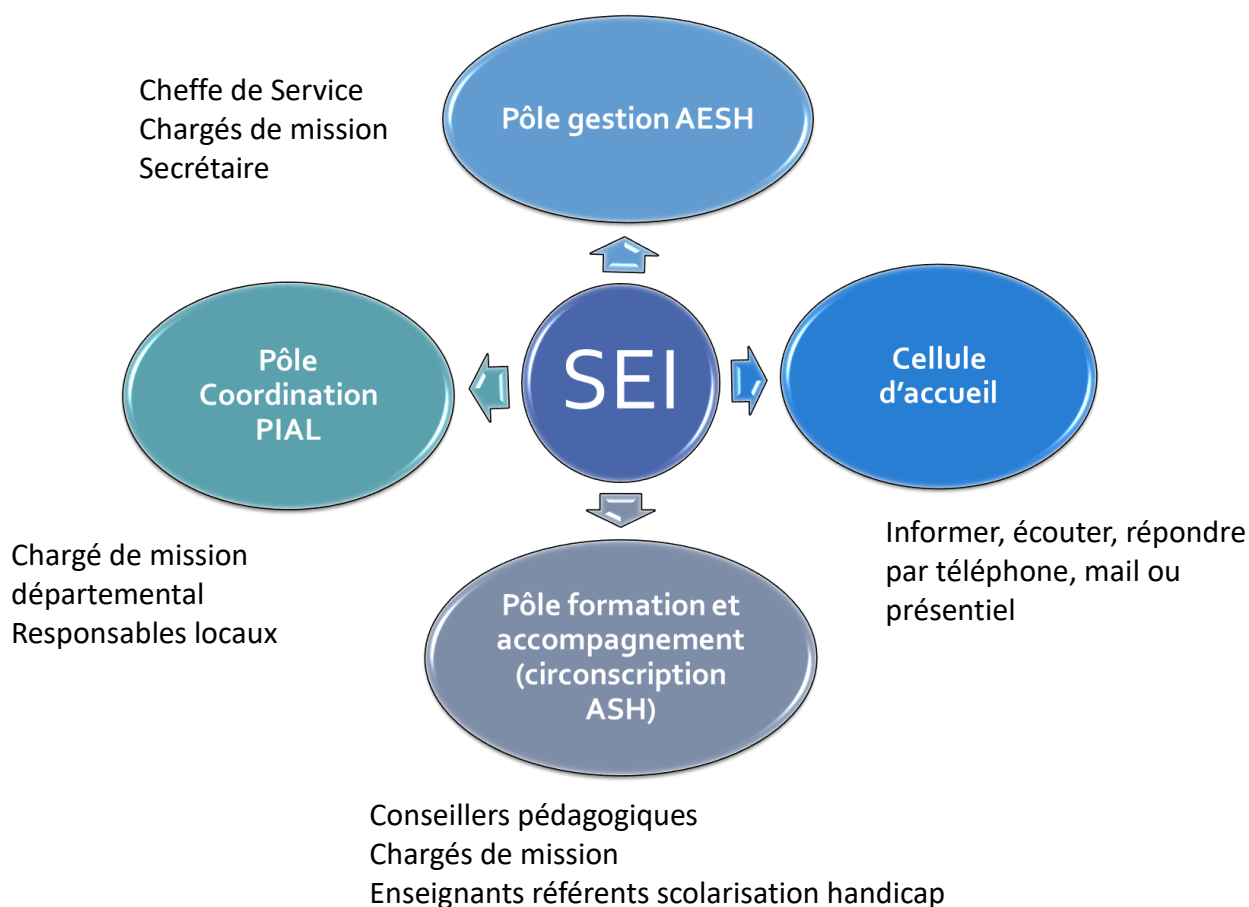 Cheffe de Service
Chargés de mission
Secrétaire
Pôle gestion AESH
Pôle
Coordination
PIAL
SEI
Cellule
d’accueil
Chargé de mission
départemental
Responsables locaux
Informer, écouter, répondre
par téléphone, mail ou
présentiel
Pôle formation et
accompagnement
(circonscription
ASH)
Conseillers pédagogiques
Chargés de mission
Enseignants référents scolarisation handicap